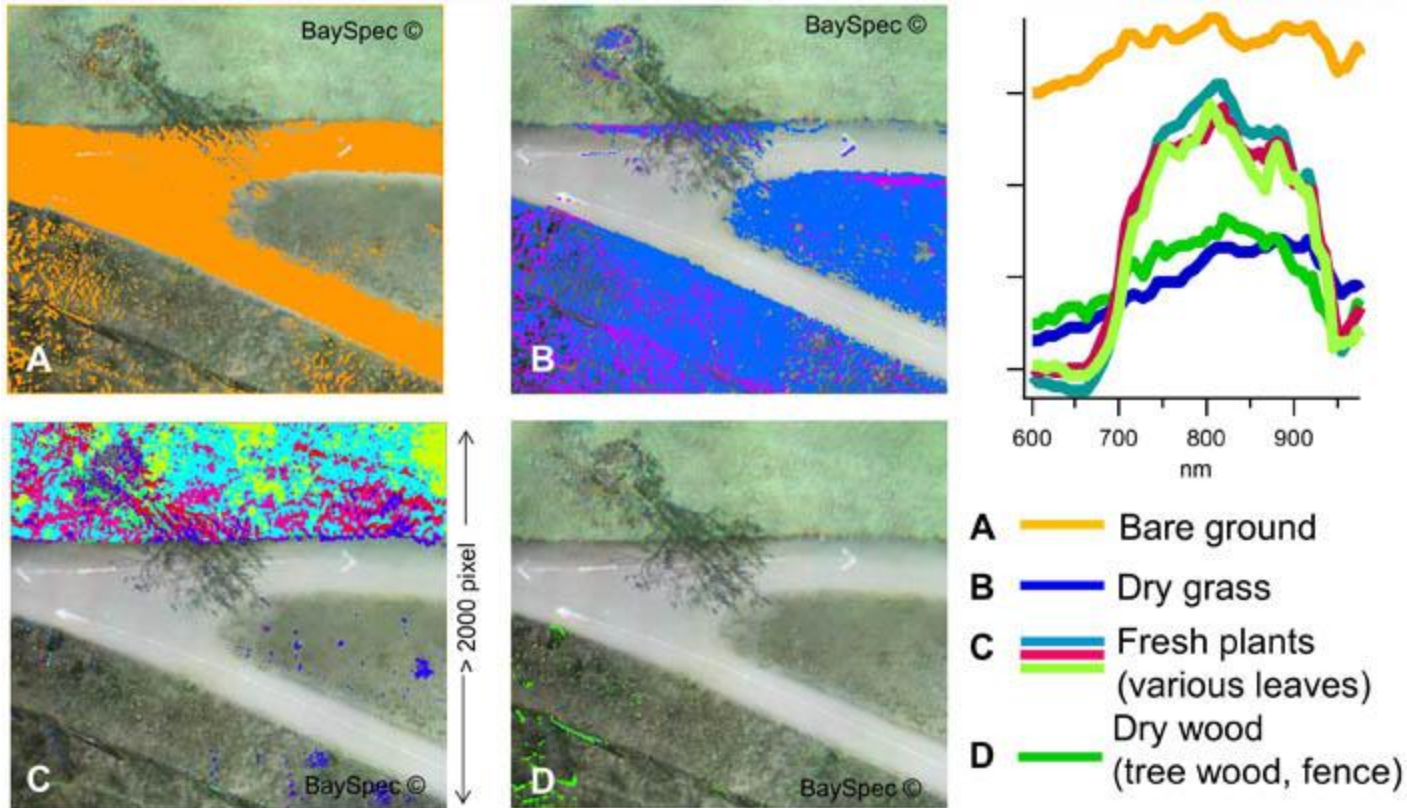 BaySpec ©
A
BaySpec ©
B
600 700 800 900
nm
> 2000 pixel
C
BaySpec ©
D
BaySpec ©
A Bare ground
B Dry grass
C Fresh plants
(various leaves)
Dry wood
D (tree wood, fence)